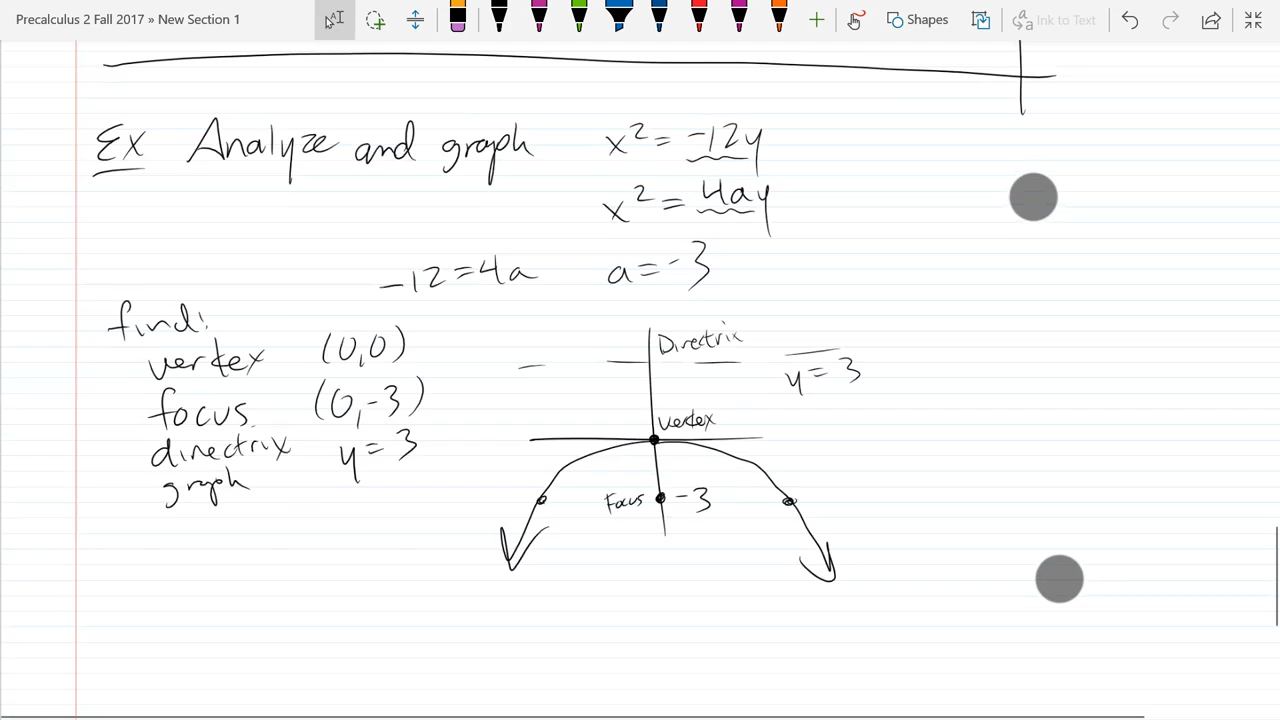 Precalculus 2 Fall 2017 » New Section 1
Shapes
Ink to Text
Ex Analyze and graph x² = -12y
x² = 4ay
-12 = 4a a = -3
find:
vertex (0,0)
focus (0,-3)
directrix y = 3
graph
Directrix
y = 3
vertex
Focus -3